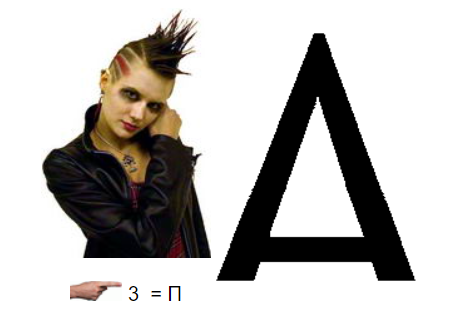 А
3 = П